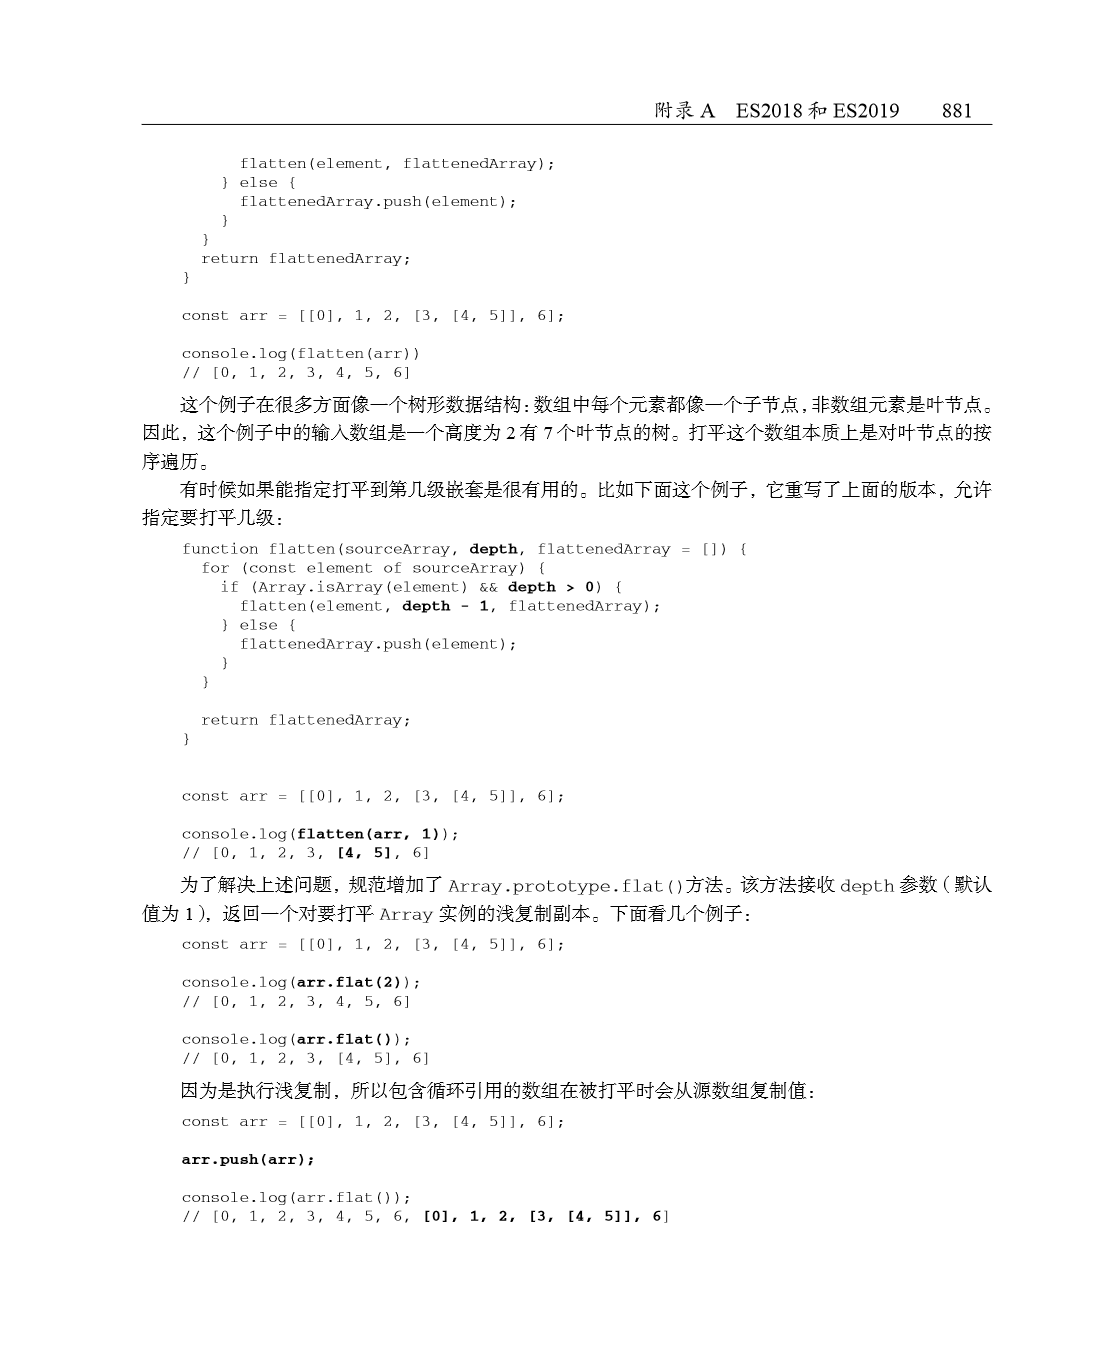 附录 A ES2018 和 ES2019 881
flatten(element, flattenedArray);
} else {
flattenedArray.push(element);
}
}
return flattenedArray;
}
const arr = [[0], 1, 2, [3, [4, 5]], 6];
console.log(flatten(arr))
// [0, 1, 2, 3, 4, 5, 6]
这个例子在很多方面像一个树形数据结构：数组中每个元素都像一个子节点，非数组元素是叶节点。
因此，这个例子中的输入数组是一个高度为 2 有 7 个叶节点的树。打平这个数组本质上是对叶节点的按
序遍历。
有时候如果能指定打平到第几级嵌套是很有用的。比如下面这个例子，它重写了上面的版本，允许
指定要打平几级：
function flatten(sourceArray, depth, flattenedArray = []) {
for (const element of sourceArray) {
if (Array.isArray(element) && depth > 0) {
flatten(element, depth - 1, flattenedArray);
} else {
flattenedArray.push(element);
}
}
return flattenedArray;
}
const arr = [[0], 1, 2, [3, [4, 5]], 6];
console.log(flatten(arr, 1));
// [0, 1, 2, 3, [4, 5], 6]
为了解决上述问题，规范增加了 Array.prototype.flat()方法。该方法接收 depth 参数（默认
值为 1），返回一个对要打平 Array 实例的浅复制副本。下面看几个例子：
const arr = [[0], 1, 2, [3, [4, 5]], 6];
console.log(arr.flat(2));
// [0, 1, 2, 3, 4, 5, 6]
console.log(arr.flat());
// [0, 1, 2, 3, [4, 5], 6]
因为是执行浅复制，所以包含循环引用的数组在被打平时会从源数组复制值：
const arr = [[0], 1, 2, [3, [4, 5]], 6];
arr.push(arr);
console.log(arr.flat());
// [0, 1, 2, 3, 4, 5, 6, [0], 1, 2, [3, [4, 5]], 6]